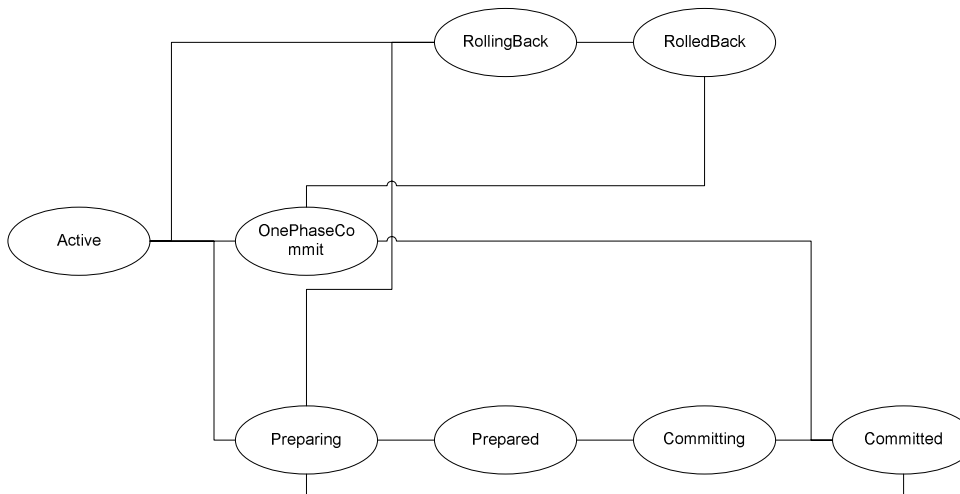 RollingBack
RolledBack
Active
OnePhaseCo
mmit
Preparing
Prepared
Committing
Committed